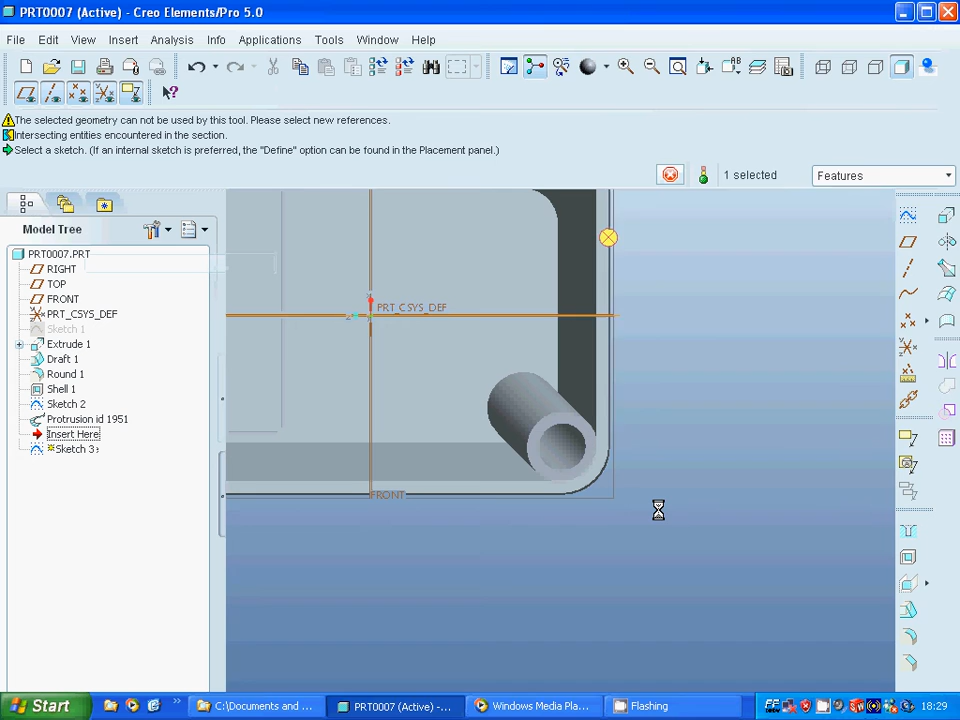 PRT0007 (Active) - Creo Elements/Pro 5.0
File Edit View Insert Analysis Info Applications Tools Window Help
The selected geometry can not be used by this tool. Please select new references.
Intersecting entities encountered in the section.
Select a sketch. (If an internal sketch is preferred, the "Define" option can be found in the Placement panel.)
1 selected
Features
Model Tree
PRT0007.PRT
RIGHT
TOP
FRONT
PRT_CSYS_DEF
Sketch 1
Extrude 1
Draft 1
Round 1
Shell 1
Sketch 2
Protrusion id 1951
Insert Here
Sketch 3
PRT_CSYS_DEF
FRONT
Start
C:\Documents and ...
PRT0007 (Active) -...
Windows Media Pla...
Flashing
18:29